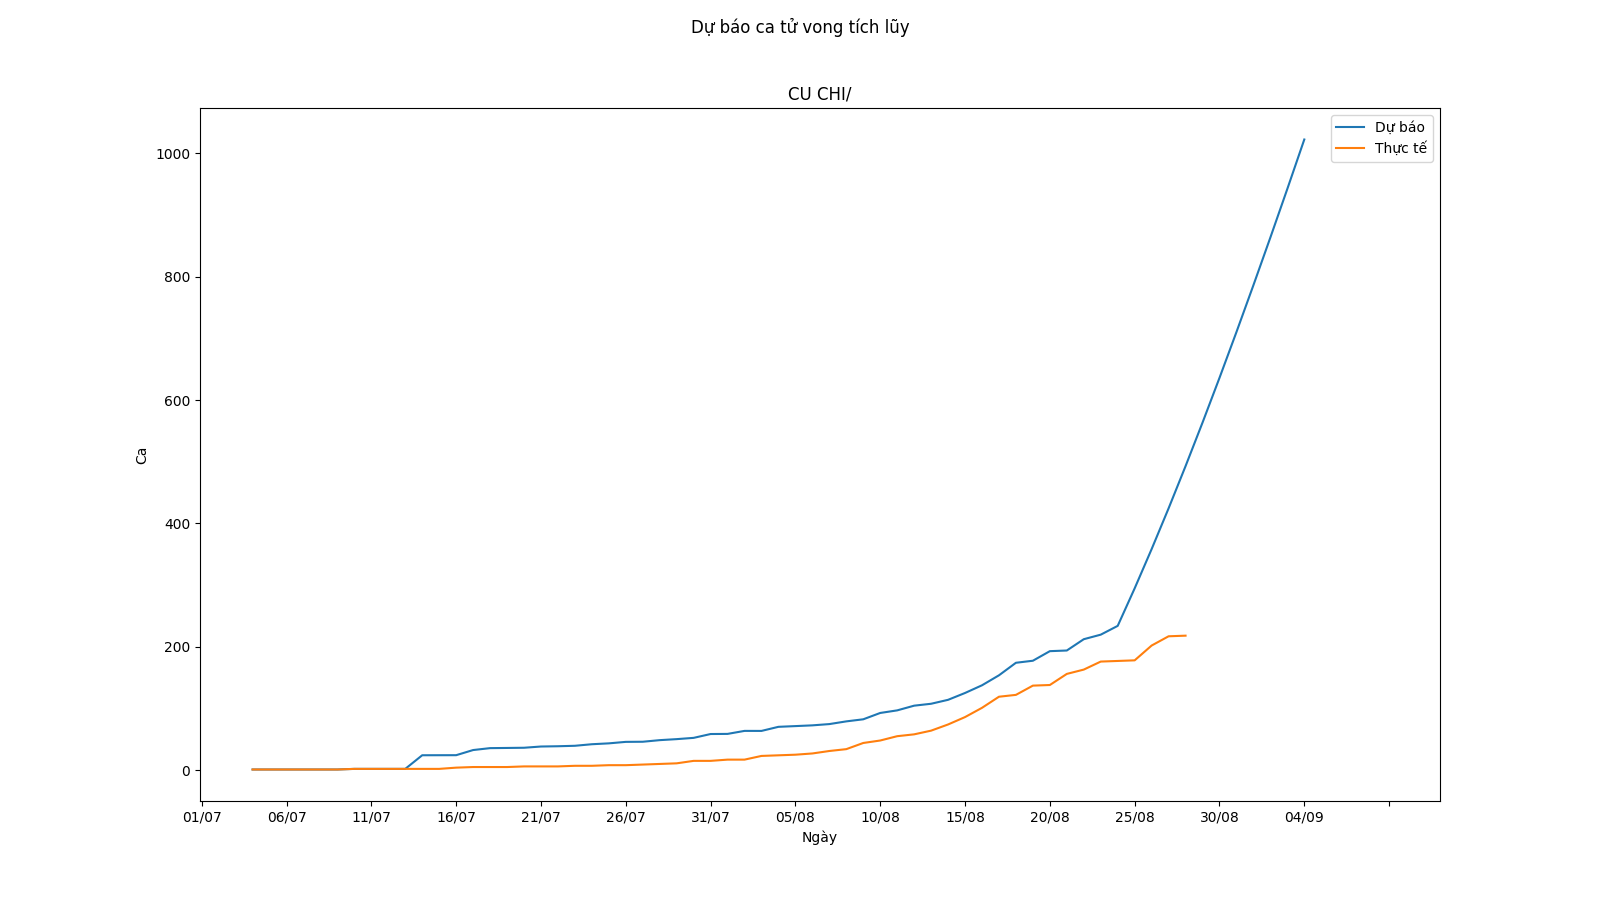 Dự báo ca tử vong tích lũy
CU CHI/
Dự báo
Thực tế
1000
800
600
400
200
0
Ca
01/07 06/07 11/07 16/07 21/07 26/07 31/07 05/08 10/08 15/08 20/08 25/08 30/08 04/09
Ngày